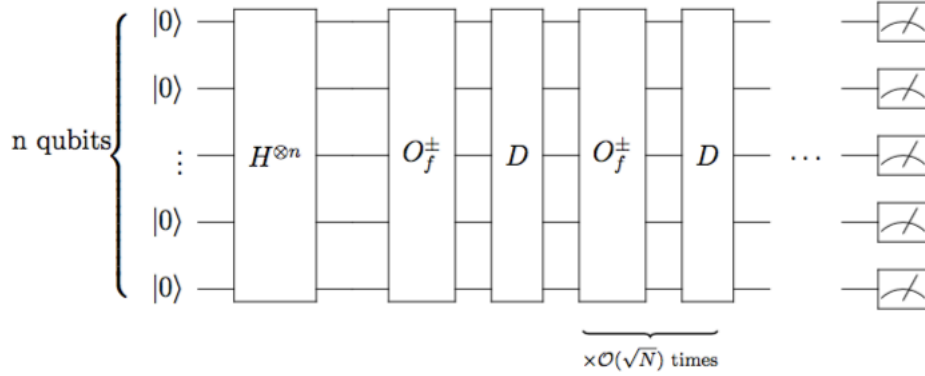 |0⟩
|0⟩
n qubits ⋮ H^{⊗n} O_f^± D O_f^± D ⋯
|0⟩
|0⟩
×𝒪(√N) times